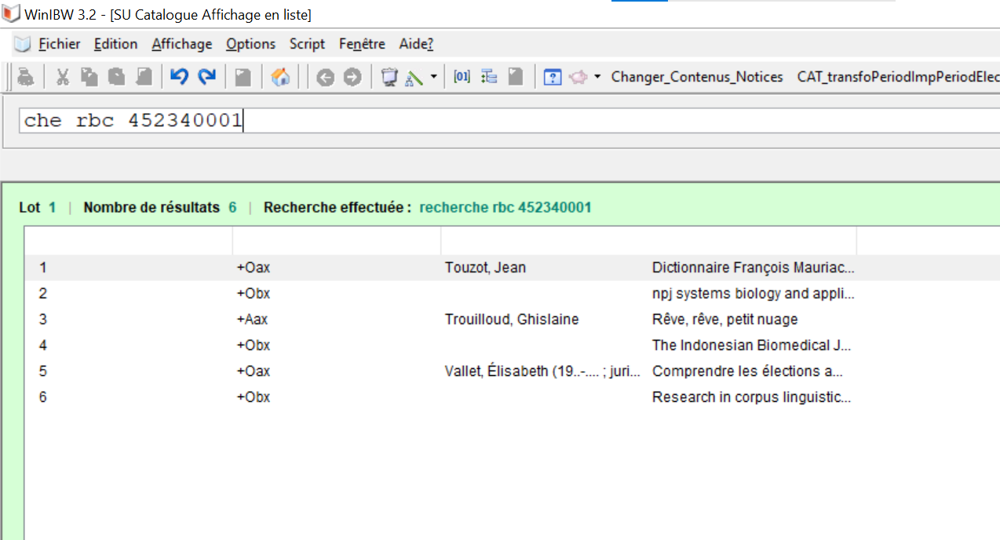 WinIBW 3.2 - [SU Catalogue Affichage en liste]
Fichier Edition Affichage Options Script Fenêtre Aide?
[01] ? Changer_Contenus_Notices CAT_transfoPeriodImpPeriodElec
che rbc 452340001
Lot 1 | Nombre de résultats 6 | Recherche effectuée : recherche rbc 452340001
1 +Oax Touzot, Jean Dictionnaire François Mauriac...
2 +Obx npj systems biology and appli...
3 +Aax Trouilloud, Ghislaine Rêve, rêve, petit nuage
4 +Obx The Indonesian Biomedical J...
5 +Oax Vallet, Élisabeth (19..-.... ; juri... Comprendre les élections a...
6 +Obx Research in corpus linguistic...